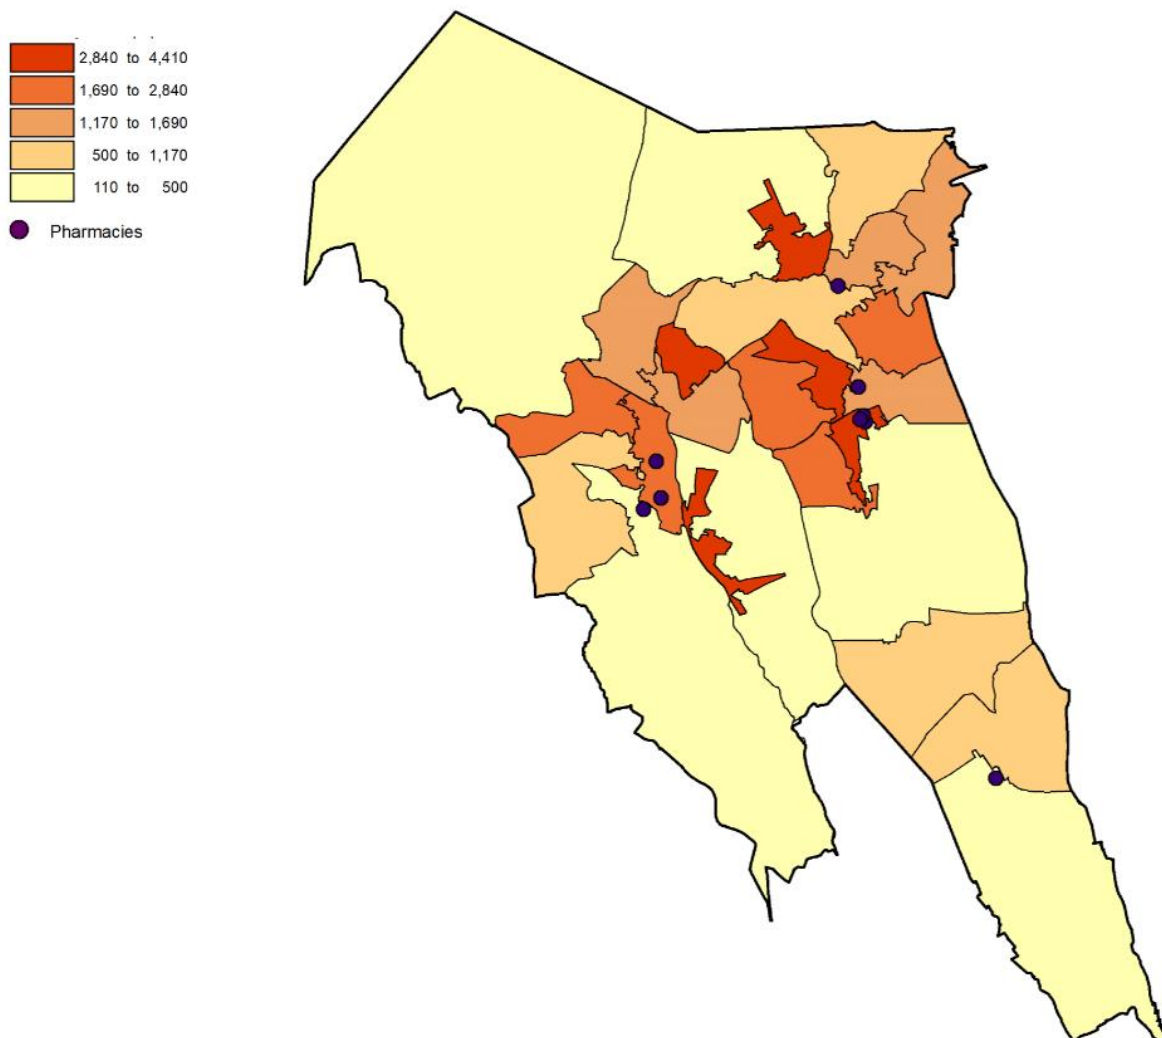 2,840 to 4,410
1,690 to 2,840
1,170 to 1,690
500 to 1,170
110 to 500
Pharmacies